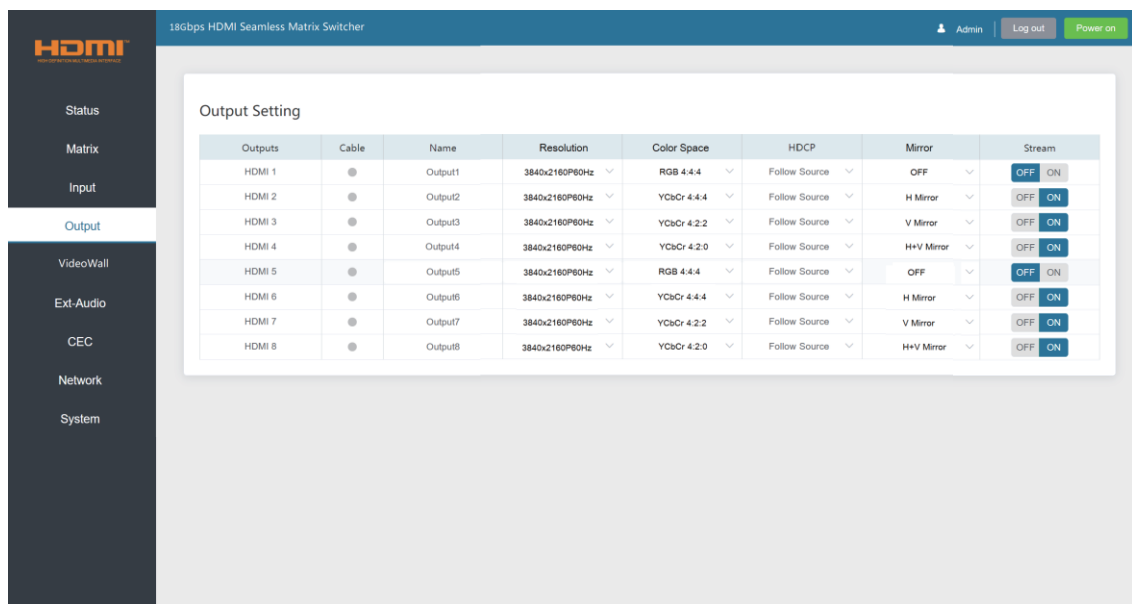 18Gbps HDMI Seamless Matrix Switcher Admin Log out Power on
HDMI
HIGH DEFINITION MULTIMEDIA INTERFACE
Status
Matrix
Input
Output
VideoWall
Ext-Audio
CEC
Network
System
Output Setting
Outputs Cable Name Resolution Color Space HDCP Mirror Stream
HDMI 1 Output1 3840x2160P60Hz RGB 4:4:4 Follow Source OFF OFF ON
HDMI 2 Output2 3840x2160P60Hz YCbCr 4:4:4 Follow Source H Mirror OFF ON
HDMI 3 Output3 3840x2160P60Hz YCbCr 4:2:2 Follow Source V Mirror OFF ON
HDMI 4 Output4 3840x2160P60Hz YCbCr 4:2:0 Follow Source H+V Mirror OFF ON
HDMI 5 Output5 3840x2160P60Hz RGB 4:4:4 Follow Source OFF OFF ON
HDMI 6 Output6 3840x2160P60Hz YCbCr 4:4:4 Follow Source H Mirror OFF ON
HDMI 7 Output7 3840x2160P60Hz YCbCr 4:2:2 Follow Source V Mirror OFF ON
HDMI 8 Output8 3840x2160P60Hz YCbCr 4:2:0 Follow Source H+V Mirror OFF ON